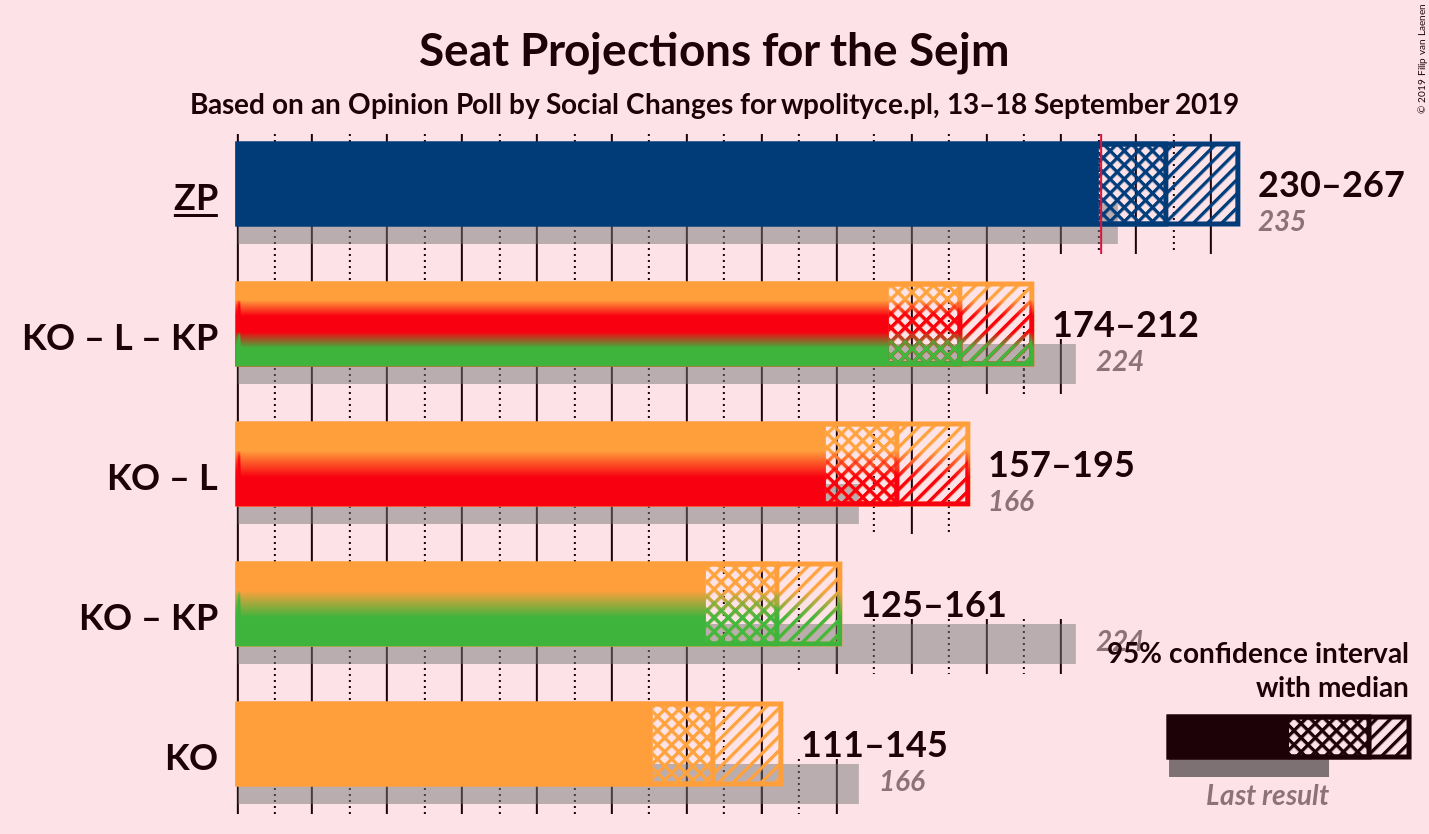 Seat Projections for the Sejm
Based on an Opinion Poll by Social Changes for wpolityce.pl, 13–18 September 2019
© 2019 Filip van Laenen
ZP
230–267
235
KO – L – KP
174–212
224
KO – L
157–195
166
KO – KP
125–161
224
KO
111–145
166
95% confidence interval
with median
Last result